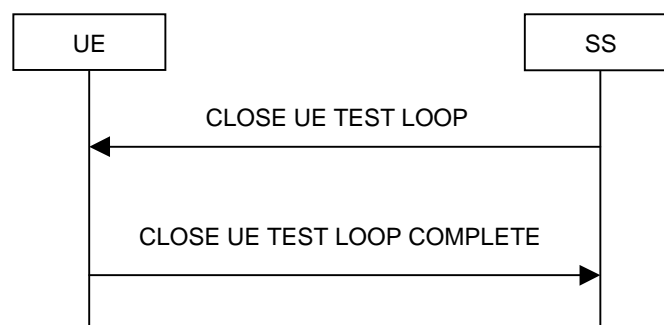 UE
SS
CLOSE UE TEST LOOP
CLOSE UE TEST LOOP COMPLETE